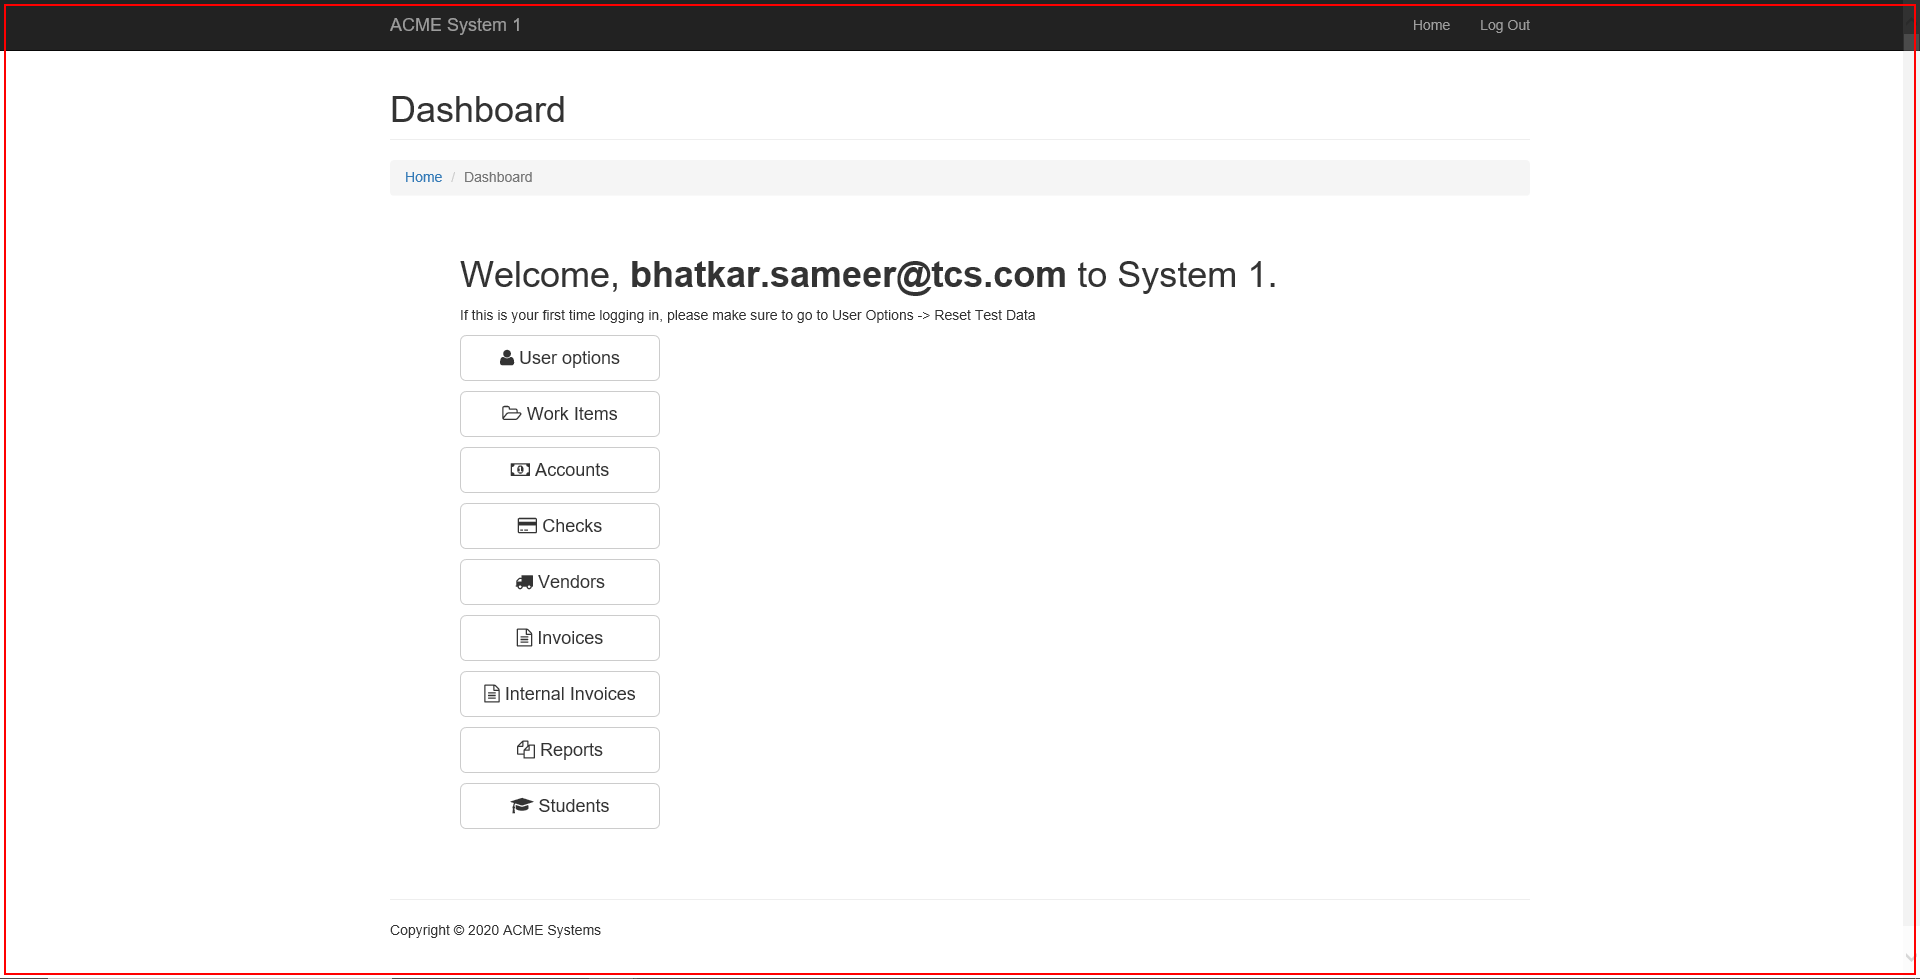 ACME System 1 Home Log Out
Dashboard
Home / Dashboard
Welcome, bhatkar.sameer@tcs.com to System 1.
If this is your first time logging in, please make sure to go to User Options -> Reset Test Data
User options
Work Items
Accounts
Checks
Vendors
Invoices
Internal Invoices
Reports
Students
Copyright © 2020 ACME Systems